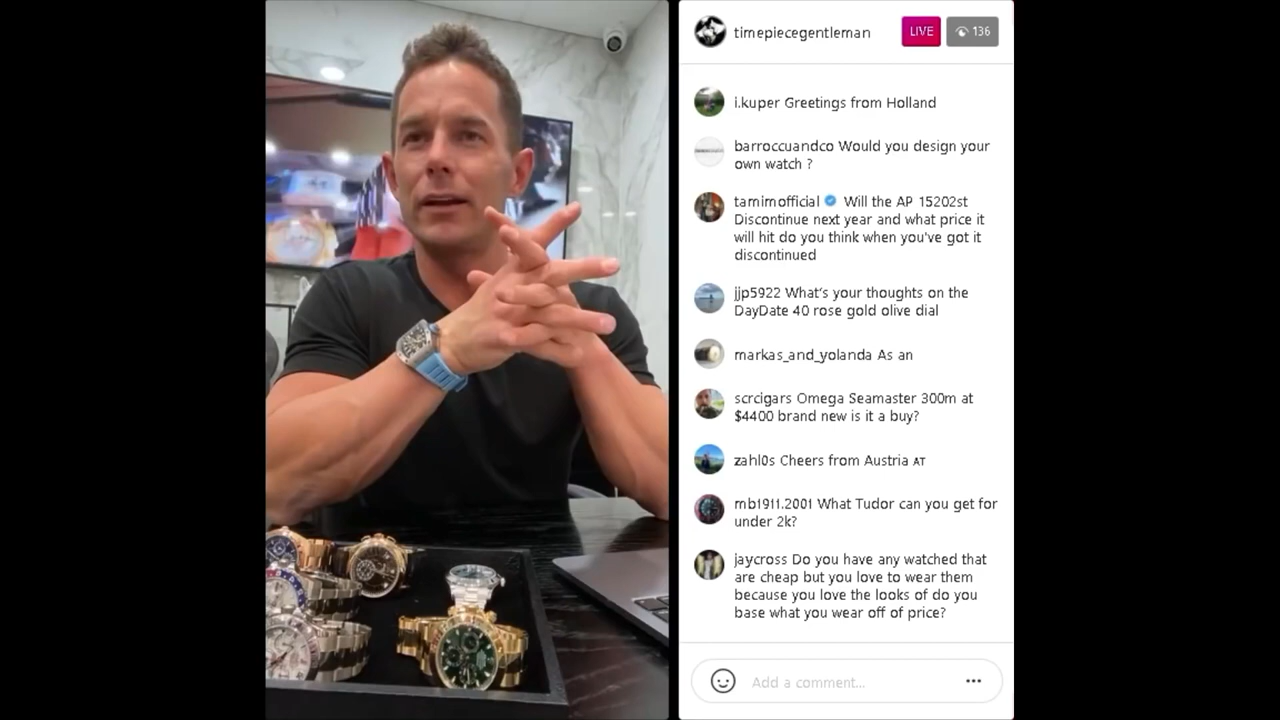 timepiecegentleman
LIVE
136
i.kuper Greetings from Holland
barroccuandco Would you design your
own watch ?
tamimofficial Will the AP 15202st
Discontinue next year and what price it
will hit do you think when you've got it
discontinued
jjp5922 What's your thoughts on the
DayDate 40 rose gold olive dial
markas_and_yolanda As an
scrcigars Omega Seamaster 300m at
$4400 brand new is it a buy?
zahl0s Cheers from Austria AT
mb1911.2001 What Tudor can you get for
under 2k?
jaycross Do you have any watched that
are cheap but you love to wear them
because you love the looks of do you
base what you wear off of price?
Add a comment...